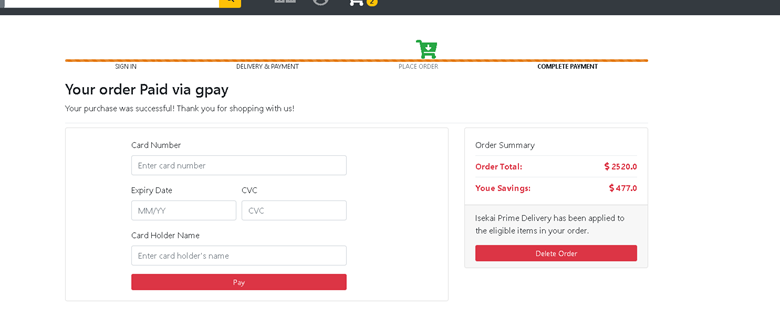 2
SIGN IN DELIVERY & PAYMENT PLACE ORDER COMPLETE PAYMENT
Your order Paid via gpay
Your purchase was successful! Thank you for shopping with us!
Card Number
Enter card number
Expiry Date CVC
MM/YY CVC
Card Holder Name
Enter card holder's name
Pay
Order Summary
Order Total: $ 2520.0
Youe Savings: $ 477.0
Isekai Prime Delivery has been applied to
the eligible items in your order.
Delete Order